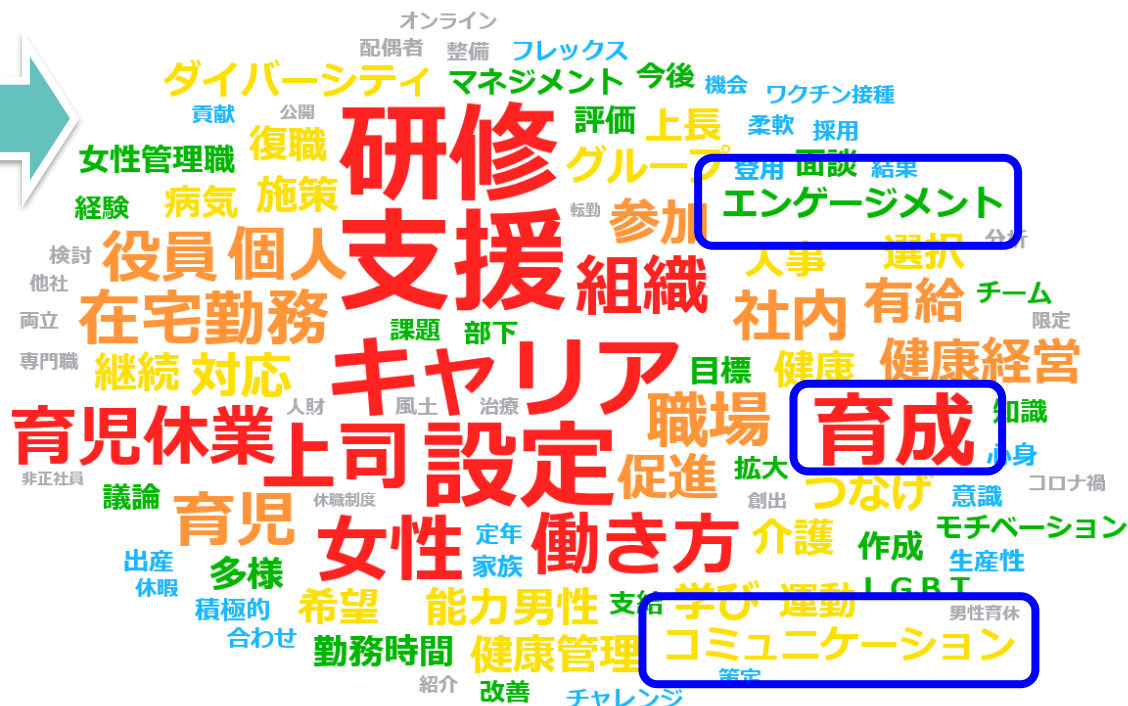 オンライン
配偶者 整備 フレックス
ダイバーシティ マネジメント 今後 機会 ワクチン接種
貢献 公開 研修 評価 上長 柔軟 採用
女性管理職 復職 グループ 登用 面談 結果
経験 病気 施策 転勤 参加 エンゲージメント
検討 役員 個人 支援 組織 人事 選択 分析
他社 在宅勤務 社内 有給 チーム
両立 課題 部下 限定
専門職 継続 対応 キャリア 目標 健康 健康経営
育児休業 人財 風土 治療 職場 育成 知識
上司 設定 促進 拡大 心身
非正社員 議論 育児 休職制度 創出 つなげ 意識 コロナ禍
女性 定年 働き方 介護 作成 モチベーション
出産 多様 家族 生産性
休暇 積極的 希望 能力 男性 支給 学び 運動 LGBT 男性育休
合わせ 勤務時間 健康管理 コミュニケーション
紹介 改善 チャレンジ 策定